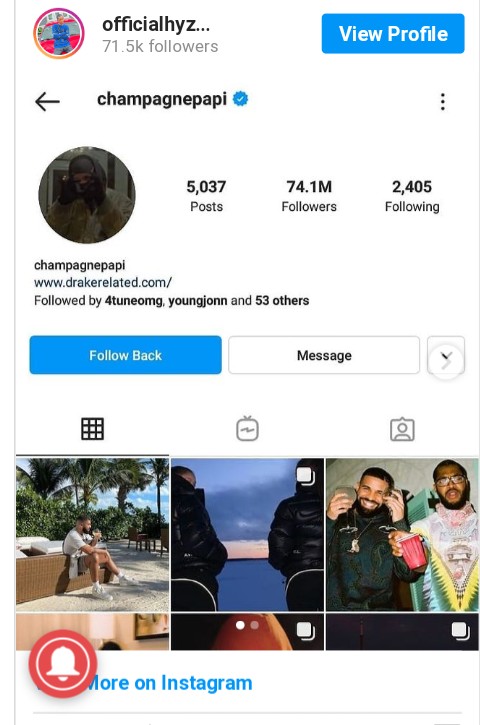 officialhyz...
71.5k followers
View Profile
champagnepapi
5,037
74.1M
2,405
Posts
Followers
Following
champagnepapi
www.drakerelated.com/
Followed by 4tuneomg, youngjonn and 53 others
Follow Back
Message
More on Instagram